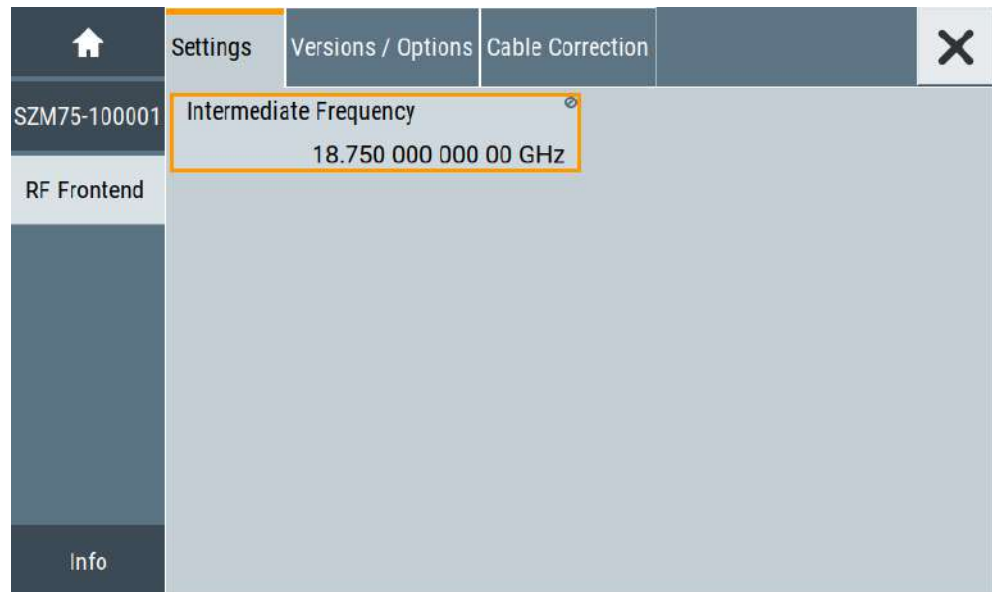 Settings
Versions / Options
Cable Correction
SZM75-100001
Intermediate Frequency
18.750 000 000 00 GHz
RF Frontend
Info